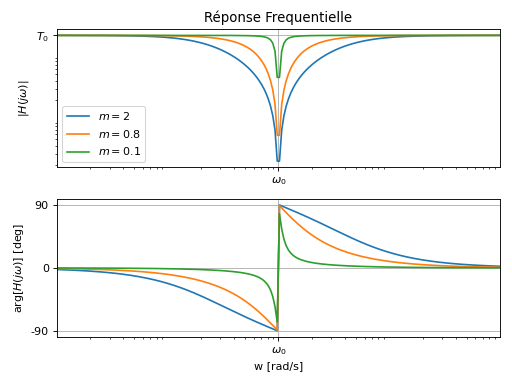 Réponse Frequentielle
T₀
|H(jω)|
m = 2
m = 0.8
m = 0.1
ω₀
90
0
-90
arg[H(jω)] [deg]
ω₀
w [rad/s]